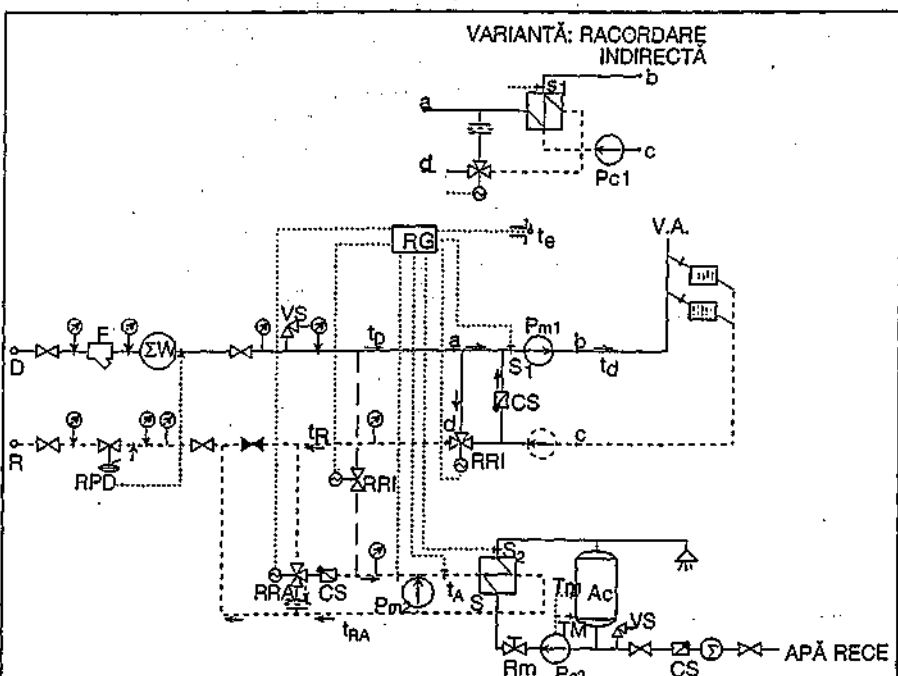 VARIANTĂ: RACORDARE
INDIRECTĂ
b
S1
a
c
d
Pc1
RG
te
V.A.
VS
Pm1
F
ΣW
tD
a
b
D
S1
td
CS
d
tR
c
R
RRI
RPD
RRI
S2
Tm
Ac
RRA
CS
Pm2
tA
S
TM
VS
tRA
Rm
CS
Σ
APĂ RECE